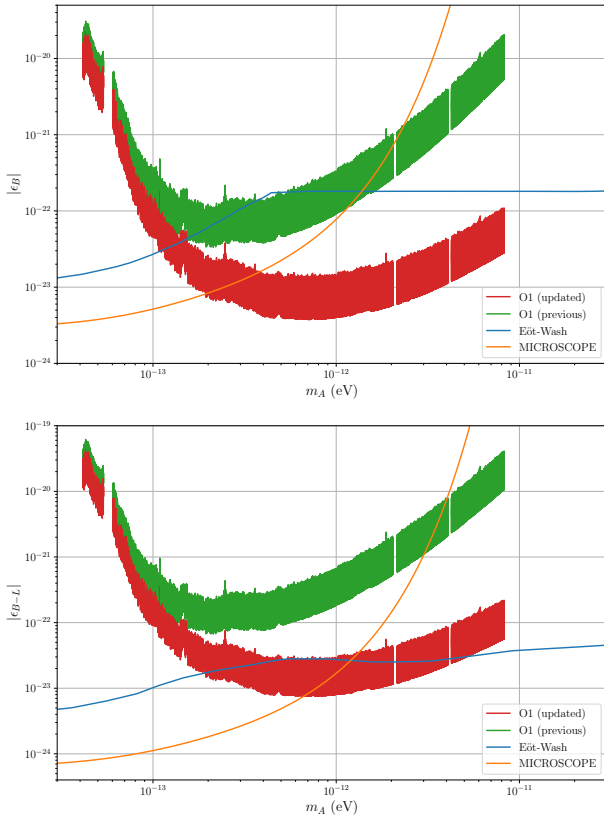 10⁻²⁰
10⁻²¹
10⁻²²
10⁻²³
10⁻²⁴
|ϵ_B|
10⁻¹³
10⁻¹²
10⁻¹¹
m_A (eV)
O1 (updated)
O1 (previous)
Eöt-Wash
MICROSCOPE
10⁻¹⁹
10⁻²⁰
10⁻²¹
10⁻²²
10⁻²³
10⁻²⁴
|ϵ_{B−L}|
10⁻¹³
10⁻¹²
10⁻¹¹
m_A (eV)
O1 (updated)
O1 (previous)
Eöt-Wash
MICROSCOPE